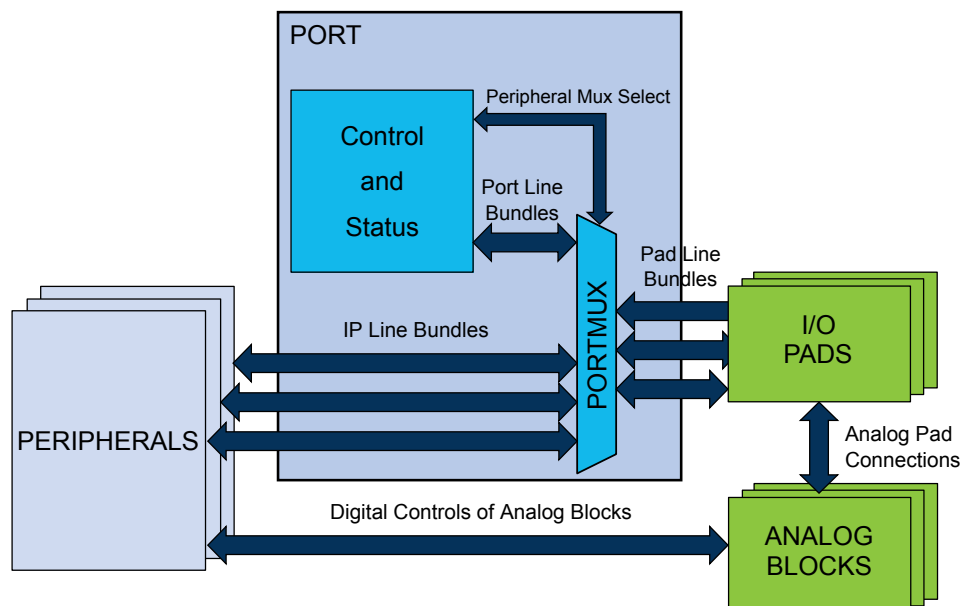 PORT
Peripheral Mux Select
Control
and
Status
Port Line
Bundles
Pad Line
Bundles
PORTMUX
I/O
PADS
IP Line Bundles
PERIPHERALS
Analog Pad
Connections
Digital Controls of Analog Blocks
ANALOG
BLOCKS